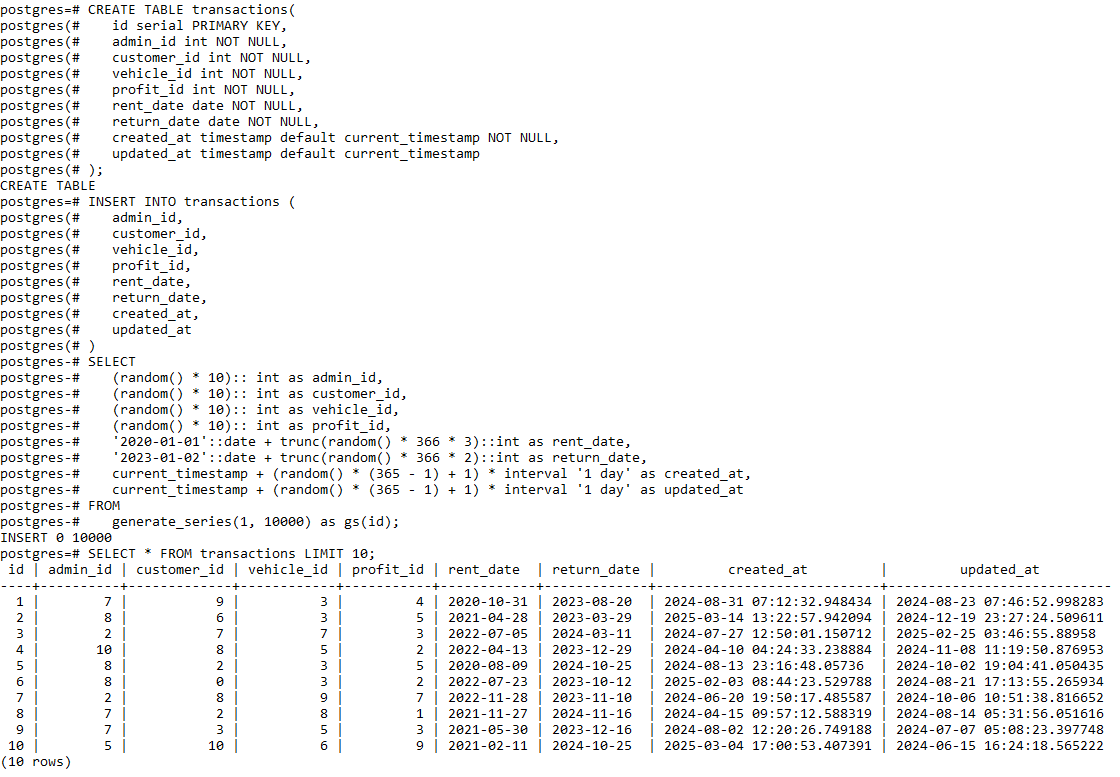 postgres=# CREATE TABLE transactions(
postgres(#    id serial PRIMARY KEY,
postgres(#    admin_id int NOT NULL,
postgres(#    customer_id int NOT NULL,
postgres(#    vehicle_id int NOT NULL,
postgres(#    profit_id int NOT NULL,
postgres(#    rent_date date NOT NULL,
postgres(#    return_date date NOT NULL,
postgres(#    created_at timestamp default current_timestamp NOT NULL,
postgres(#    updated_at timestamp default current_timestamp
postgres(# );
CREATE TABLE
postgres=# INSERT INTO transactions (
postgres(#    admin_id,
postgres(#    customer_id,
postgres(#    vehicle_id,
postgres(#    profit_id,
postgres(#    rent_date,
postgres(#    return_date,
postgres(#    created_at,
postgres(#    updated_at
postgres(# )
postgres-# SELECT
postgres-#    (random() * 10):: int as admin_id,
postgres-#    (random() * 10):: int as customer_id,
postgres-#    (random() * 10):: int as vehicle_id,
postgres-#    (random() * 10):: int as profit_id,
postgres-#    '2020-01-01'::date + trunc(random() * 366 * 3)::int as rent_date,
postgres-#    '2023-01-02'::date + trunc(random() * 366 * 2)::int as return_date,
postgres-#    current_timestamp + (random() * (365 - 1) + 1) * interval '1 day' as created_at,
postgres-#    current_timestamp + (random() * (365 - 1) + 1) * interval '1 day' as updated_at
postgres-# FROM
postgres-#    generate_series(1, 10000) as gs(id);
INSERT 0 10000
postgres=# SELECT * FROM transactions LIMIT 10;
 id | admin_id | customer_id | vehicle_id | profit_id | rent_date  | return_date |         created_at         |         updated_at
----+----------+-------------+------------+-----------+------------+-------------+----------------------------+----------------------------
  1 |        7 |           9 |          3 |         4 | 2020-10-31 | 2023-08-20  | 2024-08-31 07:12:32.948434 | 2024-08-23 07:46:52.998283
  2 |        8 |           6 |          3 |         5 | 2021-04-28 | 2023-03-29  | 2025-03-14 13:22:57.942094 | 2024-12-19 23:27:24.509611
  3 |        2 |           7 |          7 |         3 | 2022-07-05 | 2024-03-11  | 2024-07-27 12:50:01.150712 | 2025-02-25 03:46:55.88958
  4 |       10 |           8 |          5 |         2 | 2022-04-13 | 2023-12-29  | 2024-04-10 04:24:33.238884 | 2024-11-08 11:19:50.876953
  5 |        8 |           2 |          3 |         5 | 2020-08-09 | 2024-10-25  | 2024-08-13 23:16:48.05736  | 2024-10-02 19:04:41.050435
  6 |        8 |           0 |          3 |         2 | 2022-07-23 | 2023-10-12  | 2025-02-03 08:44:23.529788 | 2024-08-21 17:13:55.265934
  7 |        2 |           8 |          9 |         7 | 2022-11-28 | 2023-11-10  | 2024-06-20 19:50:17.485587 | 2024-10-06 10:51:38.816652
  8 |        7 |           2 |          8 |         1 | 2021-11-27 | 2024-11-16  | 2024-04-15 09:57:12.588319 | 2024-08-14 05:31:56.051616
  9 |        7 |           3 |          5 |         3 | 2021-05-30 | 2023-12-16  | 2024-08-02 12:20:26.749188 | 2024-07-07 05:08:23.397748
 10 |        5 |          10 |          6 |         9 | 2021-02-11 | 2024-10-25  | 2025-03-04 17:00:53.407391 | 2024-06-15 16:24:18.565222
(10 rows)